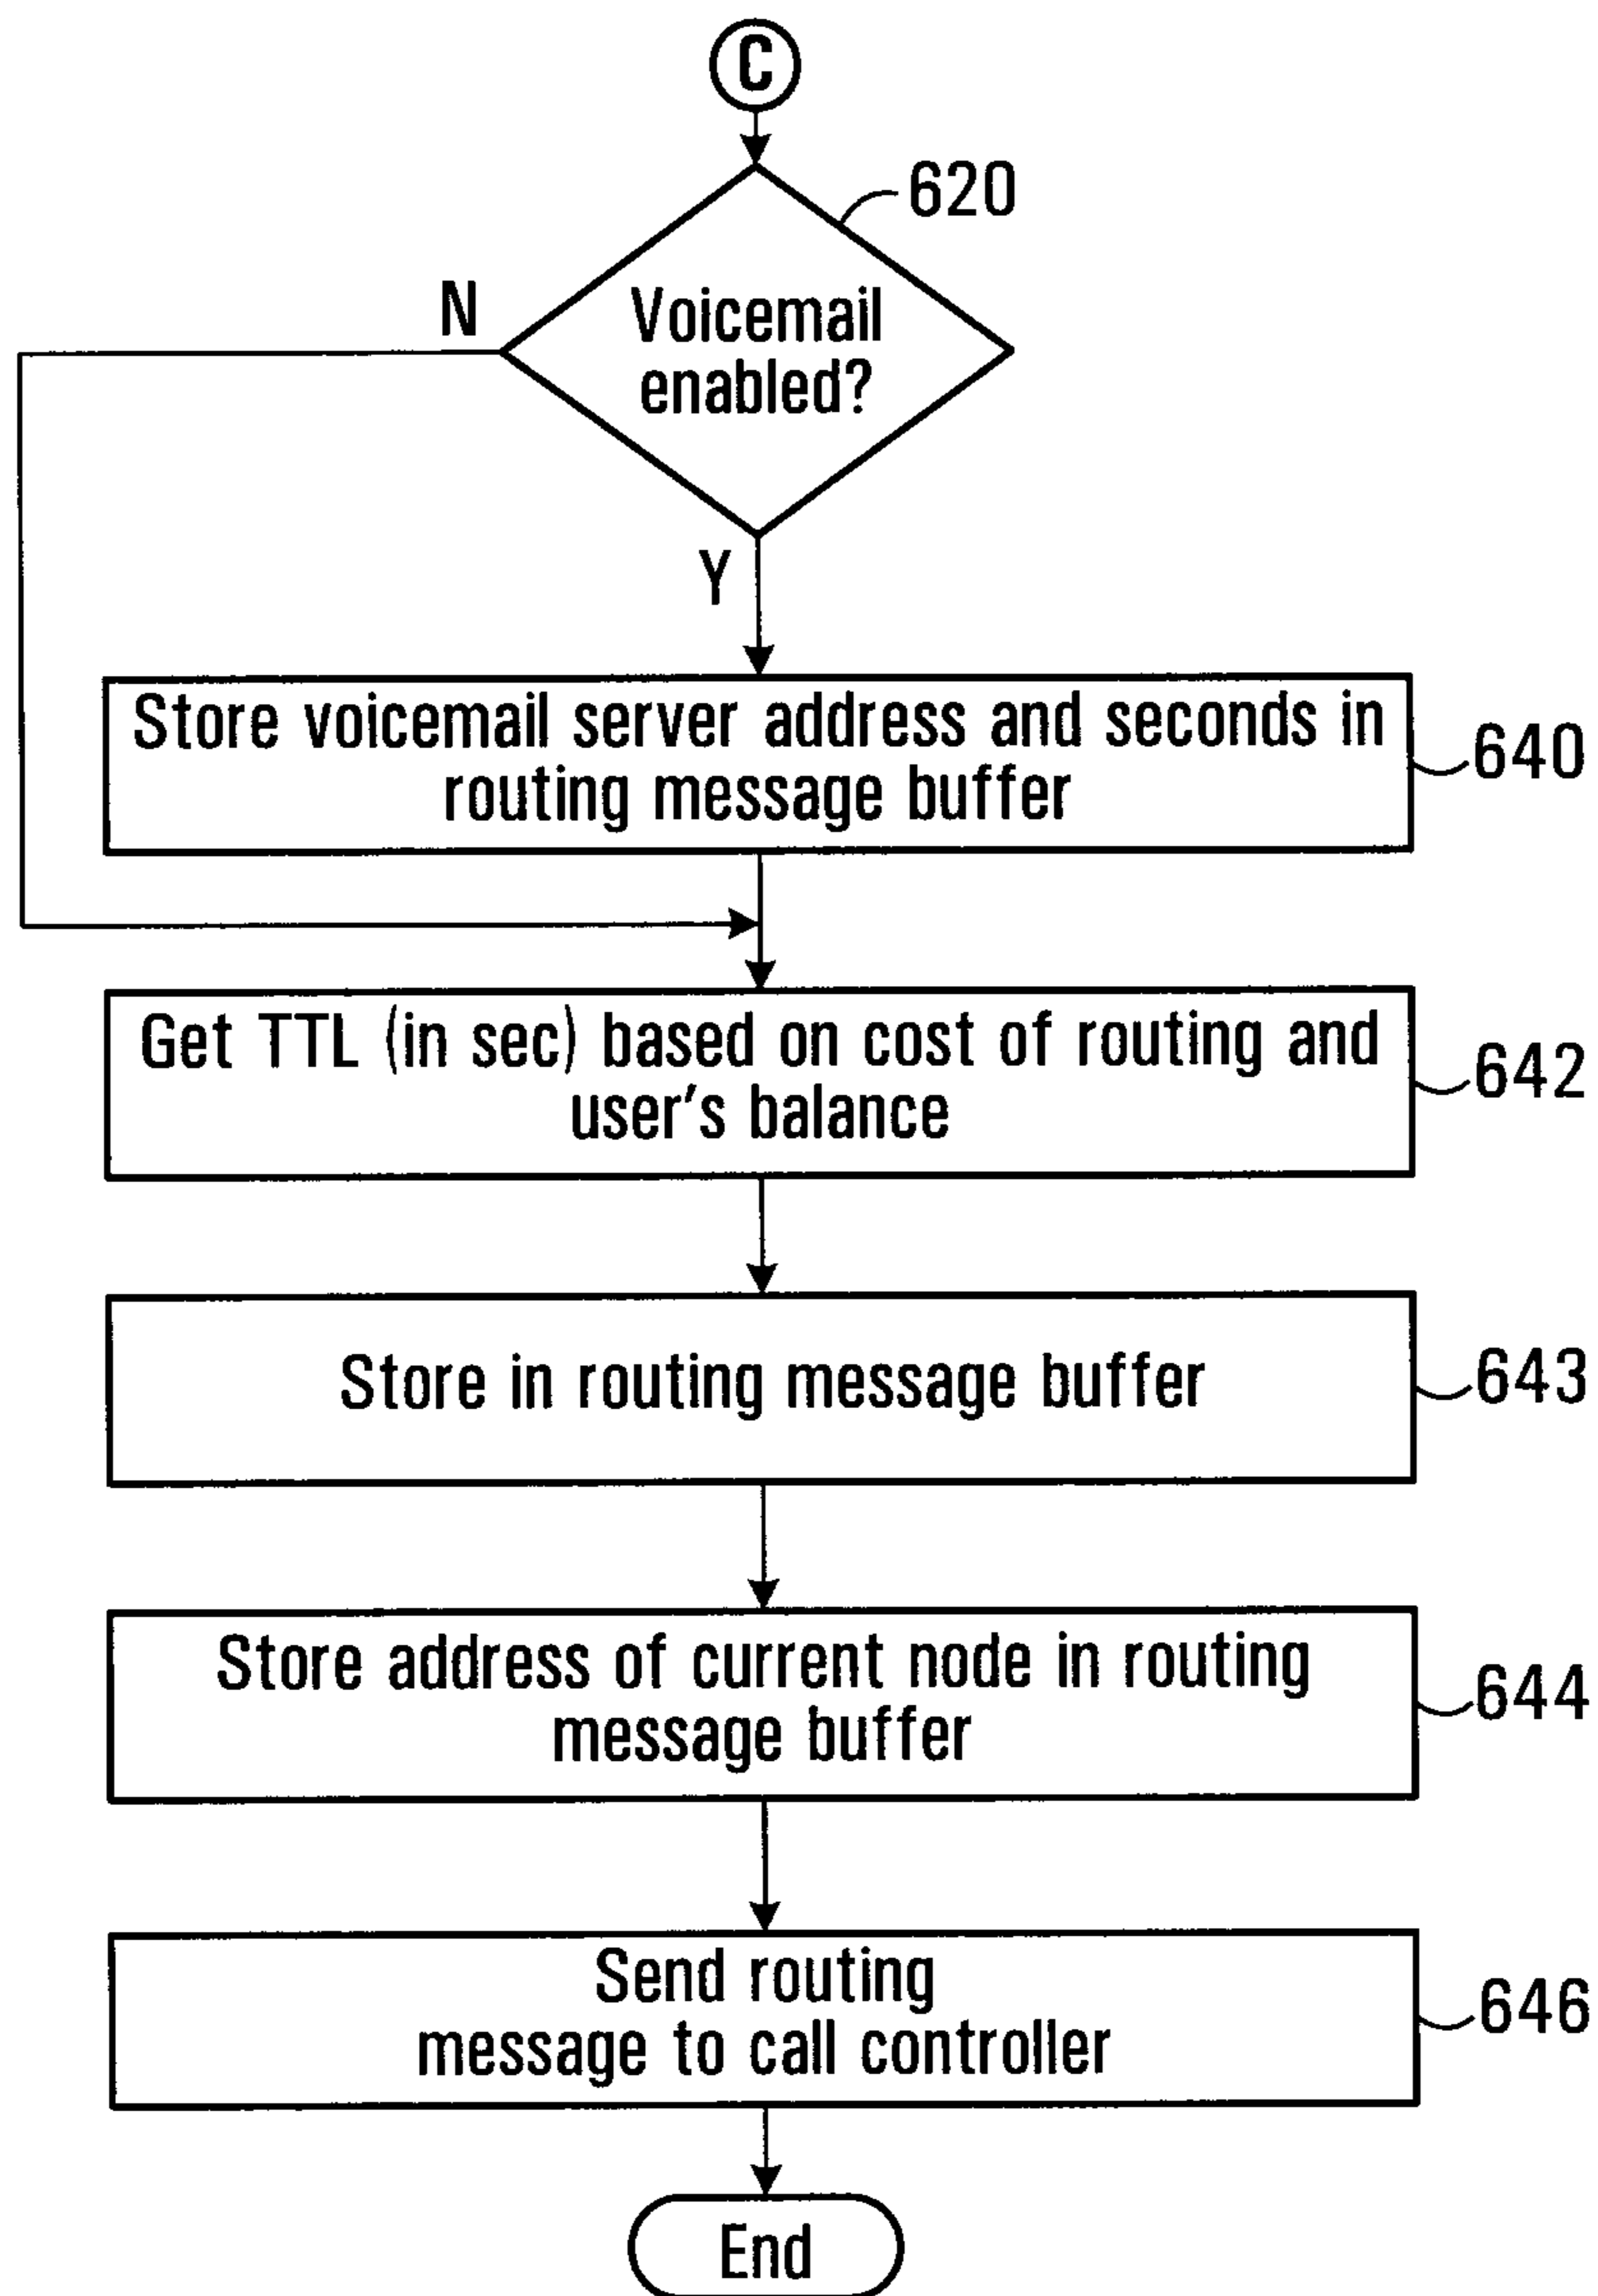 C
620
N
Voicemail
enabled?
Y
Store voicemail server address and seconds in
routing message buffer
640
Get TTL (in sec) based on cost of routing and
user's balance
642
Store in routing message buffer
643
Store address of current node in routing
message buffer
644
Send routing
message to call controller
646
End